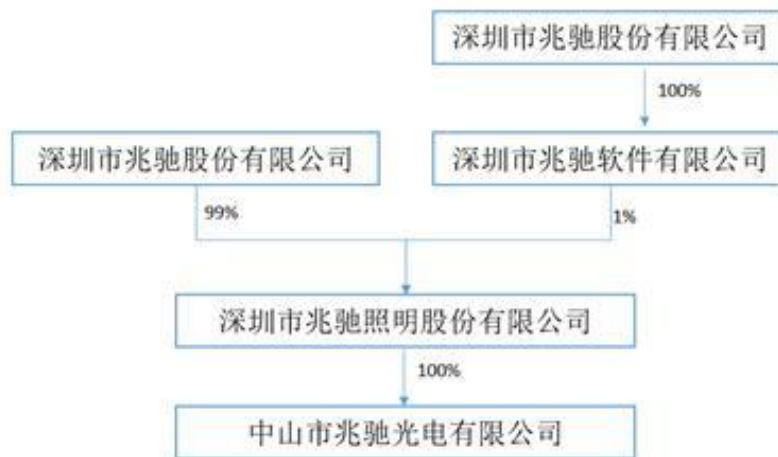 深圳市兆驰股份有限公司
100%
深圳市兆驰股份有限公司
深圳市兆驰软件有限公司
99%
1%
深圳市兆驰照明股份有限公司
100%
中山市兆驰光电有限公司